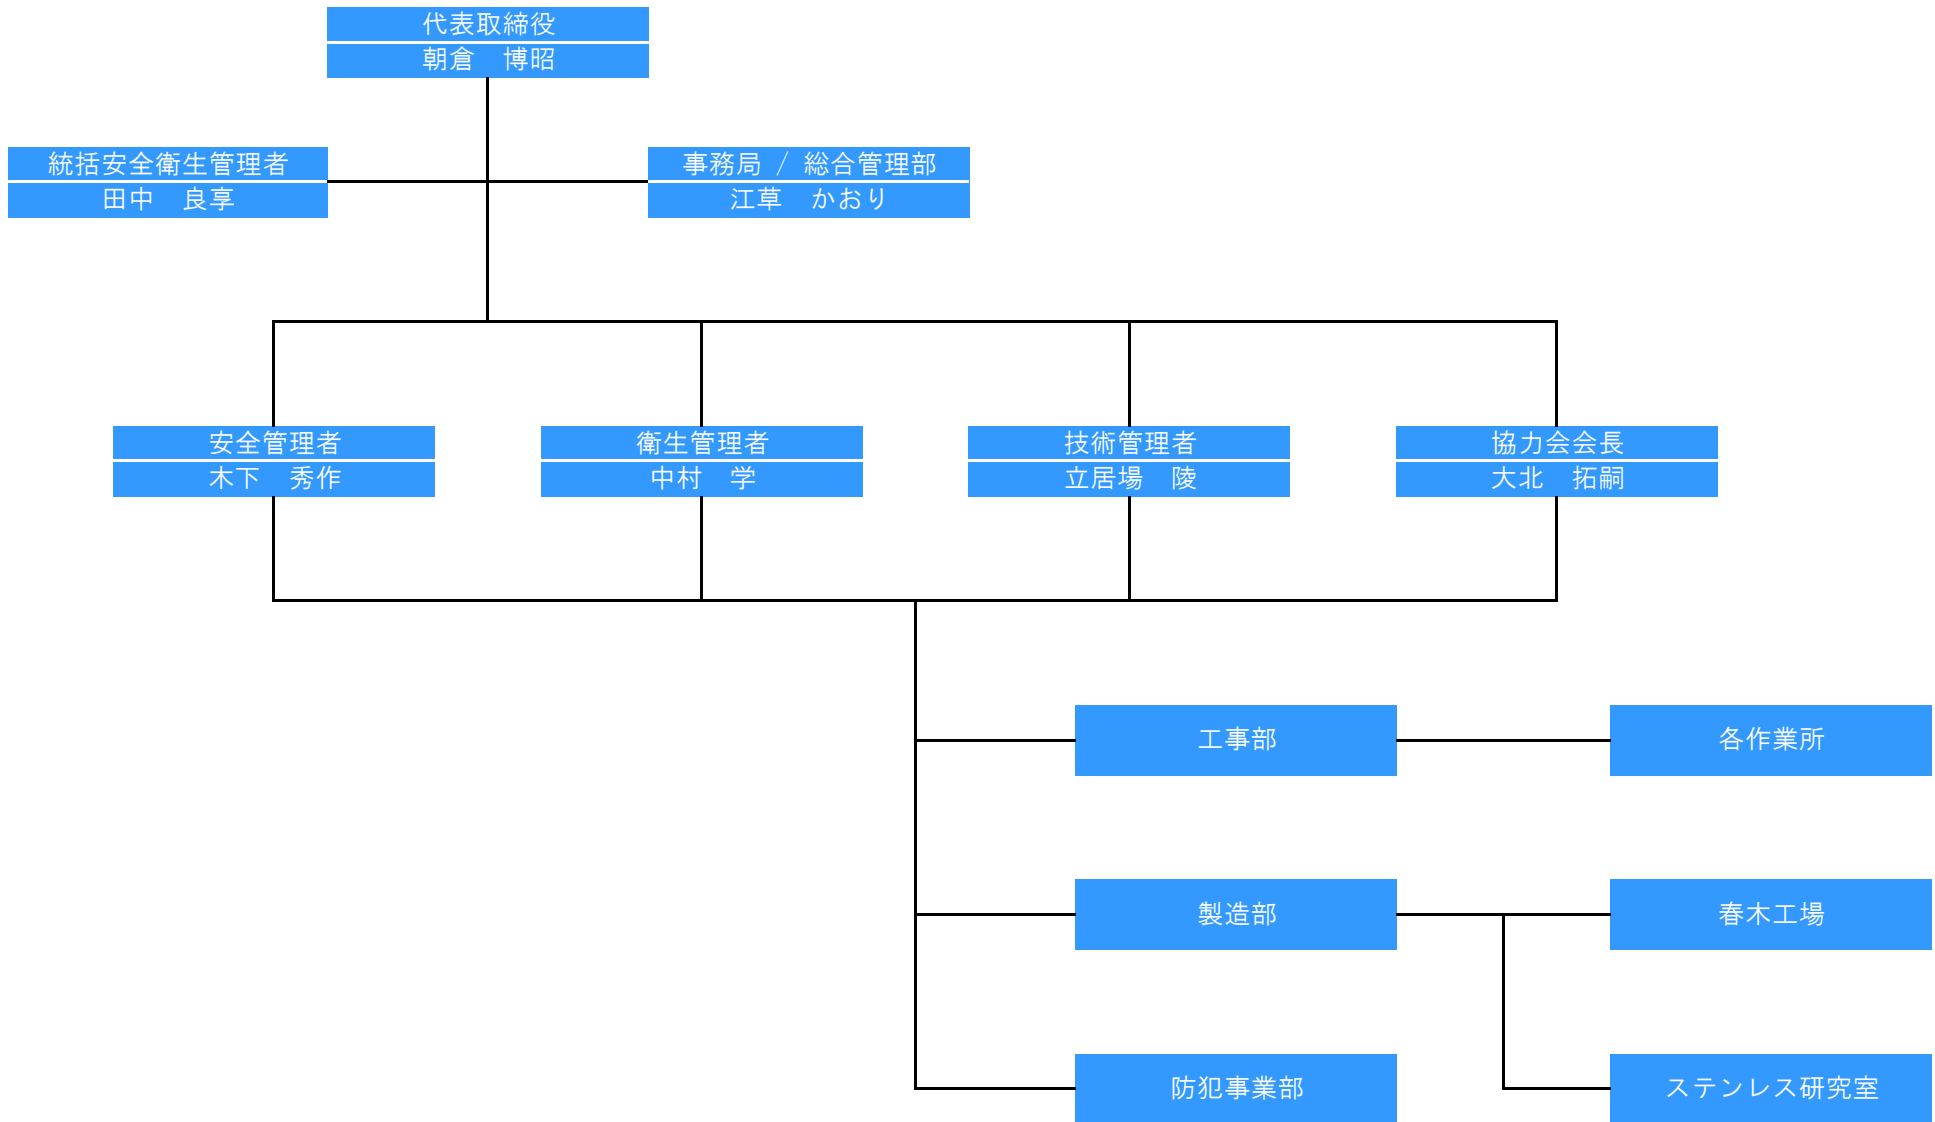 代表取締役
朝倉　博昭
統括安全衛生管理者
田中　良享
事務局 / 総合管理部
江草　かおり
安全管理者
木下　秀作
衛生管理者
中村　学
技術管理者
立居場　陵
協力会会長
大北　拓嗣
工事部
各作業所
製造部
春木工場
防犯事業部
ステンレス研究室